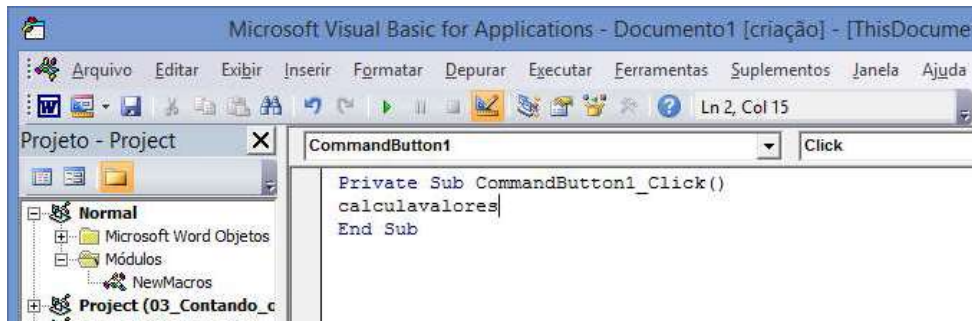 Microsoft Visual Basic for Applications - Documento1 [criação] - [ThisDocume
Arquivo Editar Exibir Inserir Formatar Depurar Executar Ferramentas Suplementos Janela Ajuda
Ln 2, Col 15
Projeto - Project
CommandButton1 Click
Normal
Microsoft Word Objetos
Módulos
NewMacros
Project (03_Contando_c
Private Sub CommandButton1_Click()
calculavalores
End Sub